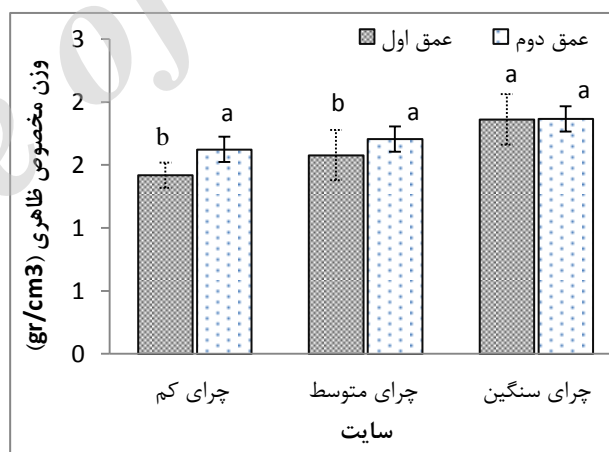 عمق اول عمق دوم
3
2
2
1
1
0
وزن مخصوص ظاهری (gr/cm3)
b a b a a a
چرای کم چرای متوسط چرای سنگین
سایت